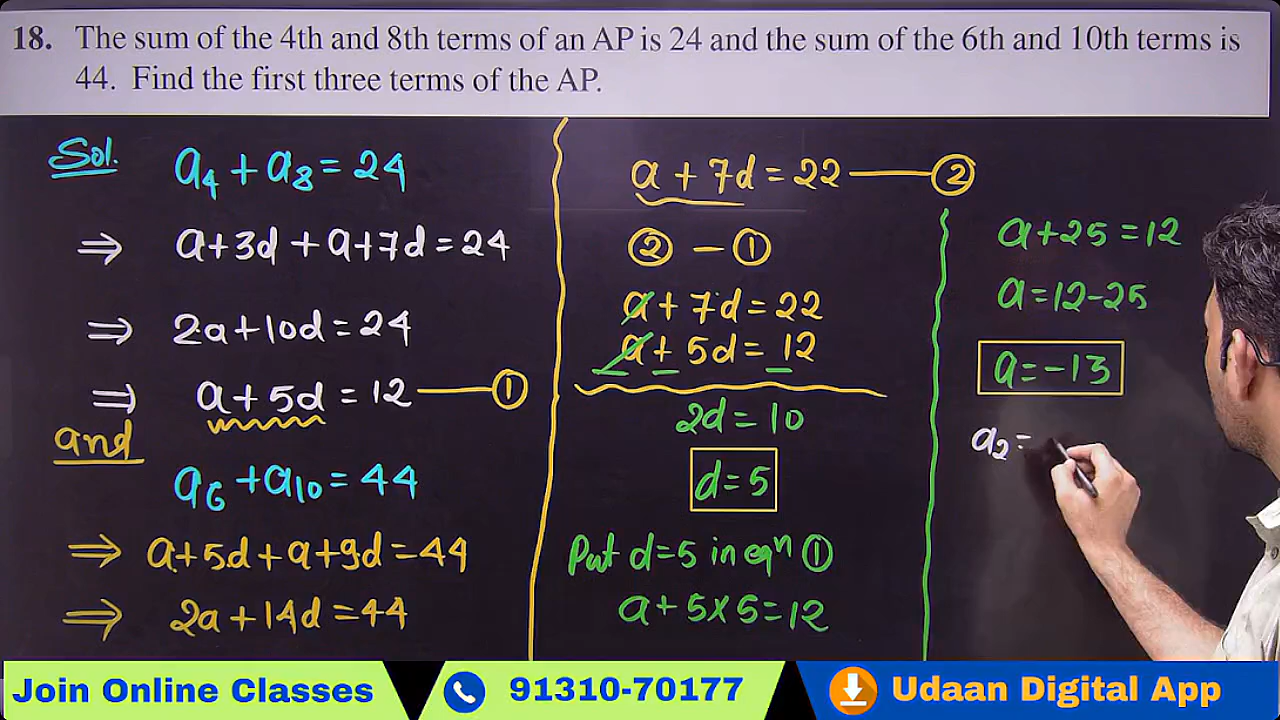 18. The sum of the 4th and 8th terms of an AP is 24 and the sum of the 6th and 10th terms is
44. Find the first three terms of the AP.
Sol. a₄ + a₈ = 24
⇒ a+3d + a+7d = 24
⇒ 2a+10d = 24
⇒ a + 5d = 12 —— ①
and
a₆ + a₁₀ = 44
⇒ a+5d + a+9d = 44
⇒ 2a + 14d = 44
a + 7d = 22 —— ②
② - ①
a + 7d = 22
a + 5d = 12
2d = 10
d = 5
Put d=5 in eqⁿ ①
a + 5×5 = 12
a + 25 = 12
a = 12 - 25
a = -13
a₂ =
Join Online Classes
91310-70177
Udaan Digital App